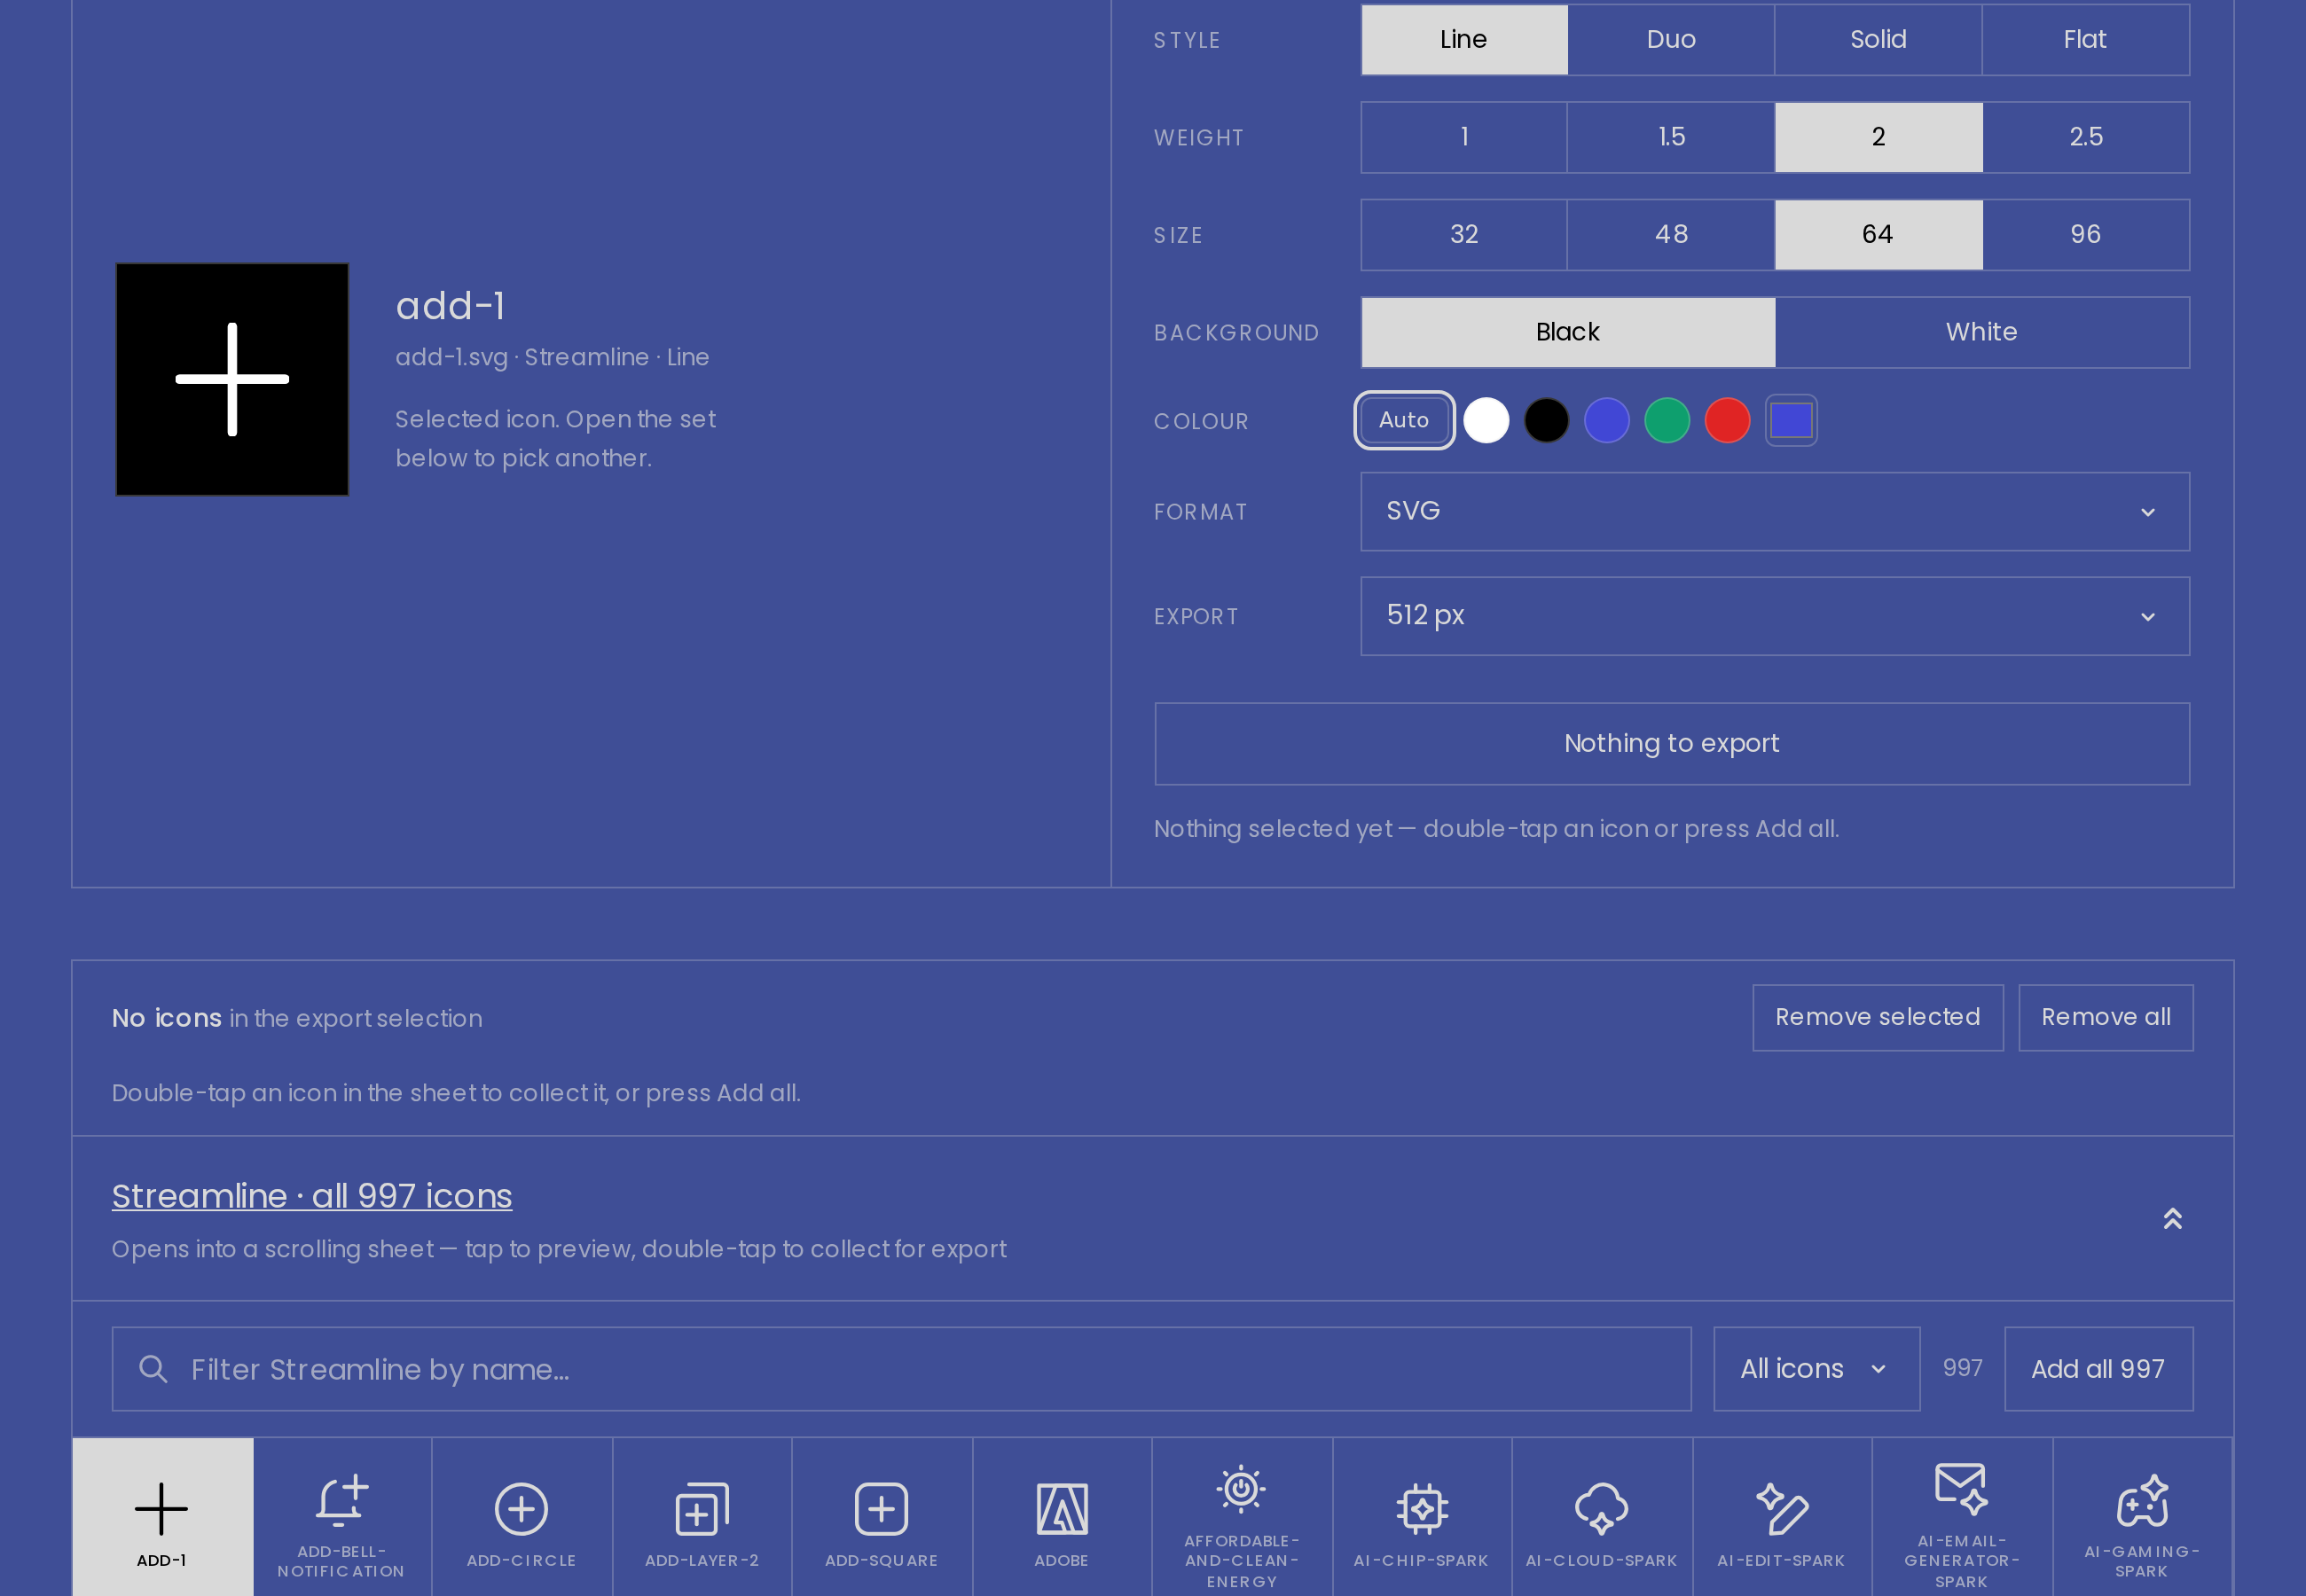 STYLE Line Duo Solid Flat
WEIGHT 1 1.5 2 2.5
SIZE 32 48 64 96
BACKGROUND Black White
COLOUR Auto
FORMAT SVG
EXPORT 512 px
Nothing to export
Nothing selected yet — double-tap an icon or press Add all.
add-1
add-1.svg · Streamline · Line
Selected icon. Open the set
below to pick another.
No icons in the export selection
Remove selected Remove all
Double-tap an icon in the sheet to collect it, or press Add all.
Streamline · all 997 icons
Opens into a scrolling sheet — tap to preview, double-tap to collect for export
Filter Streamline by name...
All icons 997 Add all 997
ADD-1
ADD-BELL-
NOTIFICATION
ADD-CIRCLE
ADD-LAYER-2
ADD-SQUARE
ADOBE
AFFORDABLE-
AND-CLEAN-
ENERGY
AI-CHIP-SPARK
AI-CLOUD-SPARK
AI-EDIT-SPARK
AI-EMAIL-
GENERATOR-
SPARK
AI-GAMING-
SPARK